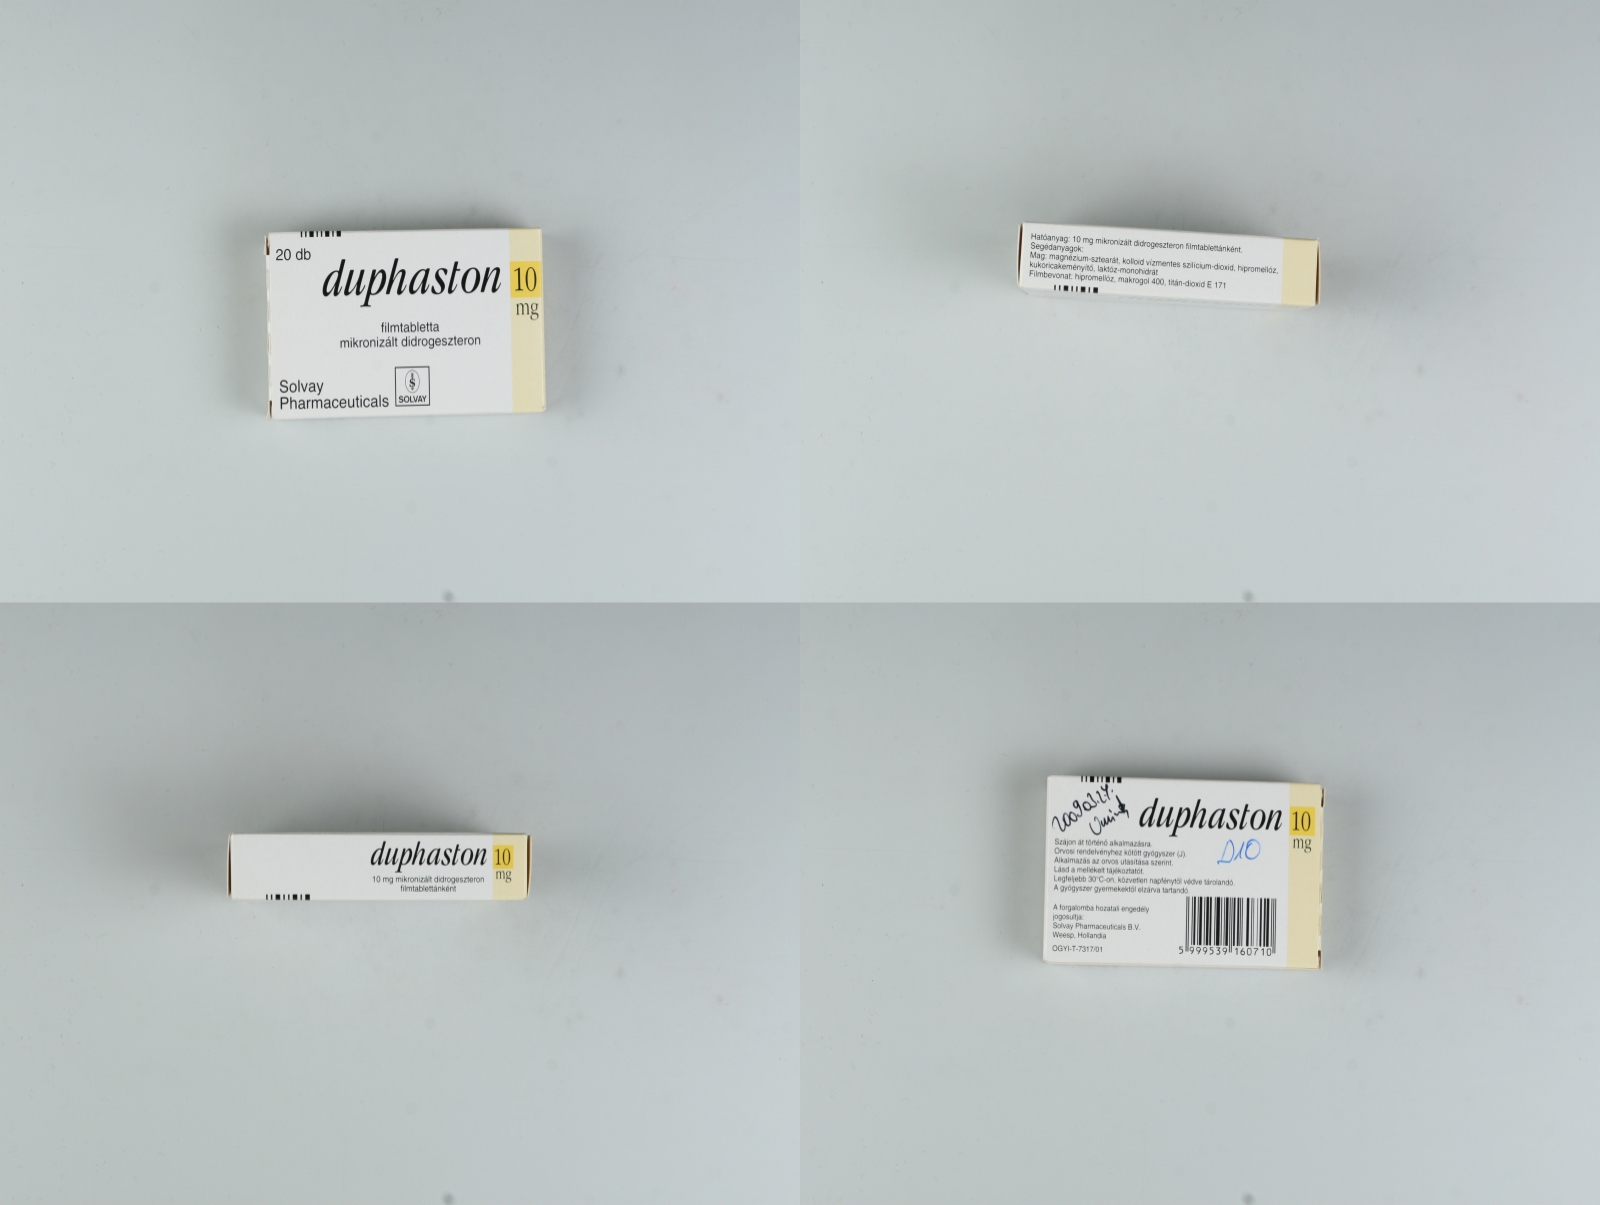 20 db
duphaston 10
mg
filmtabletta
mikronizált didrogeszteron
Solvay
Pharmaceuticals
SOLVAY
Hatóanyag: 10 mg mikronizált didrogeszteron filmtablettánként.
Segédanyagok:
Mag: magnézium-sztearát, kolloid vízmentes szilícium-dioxid, hipromellóz,
kukoricakeményítő, laktóz-monohidrát
Filmbevonat: hipromellóz, makrogol 400, titán-dioxid E 171
duphaston 10
mg
10 mg mikronizált didrogeszteron
filmtablettánként
2009.03.27.
duphaston 10
mg
D10
Szájon át történő alkalmazásra.
Orvosi rendelvényhez kötött gyógyszer (J).
Alkalmazás az orvos utasítása szerint.
Lásd a mellékelt tájékoztatót.
Legfeljebb 30°C-on, közvetlen napfénytől védve tárolandó.
A gyógyszer gyermekektől elzárva tartandó.
A forgalomba hozatali engedély
jogosultja:
Solvay Pharmaceuticals B.V.
Weesp, Hollandia
OGYI-T-7317/01
5 999539 160710